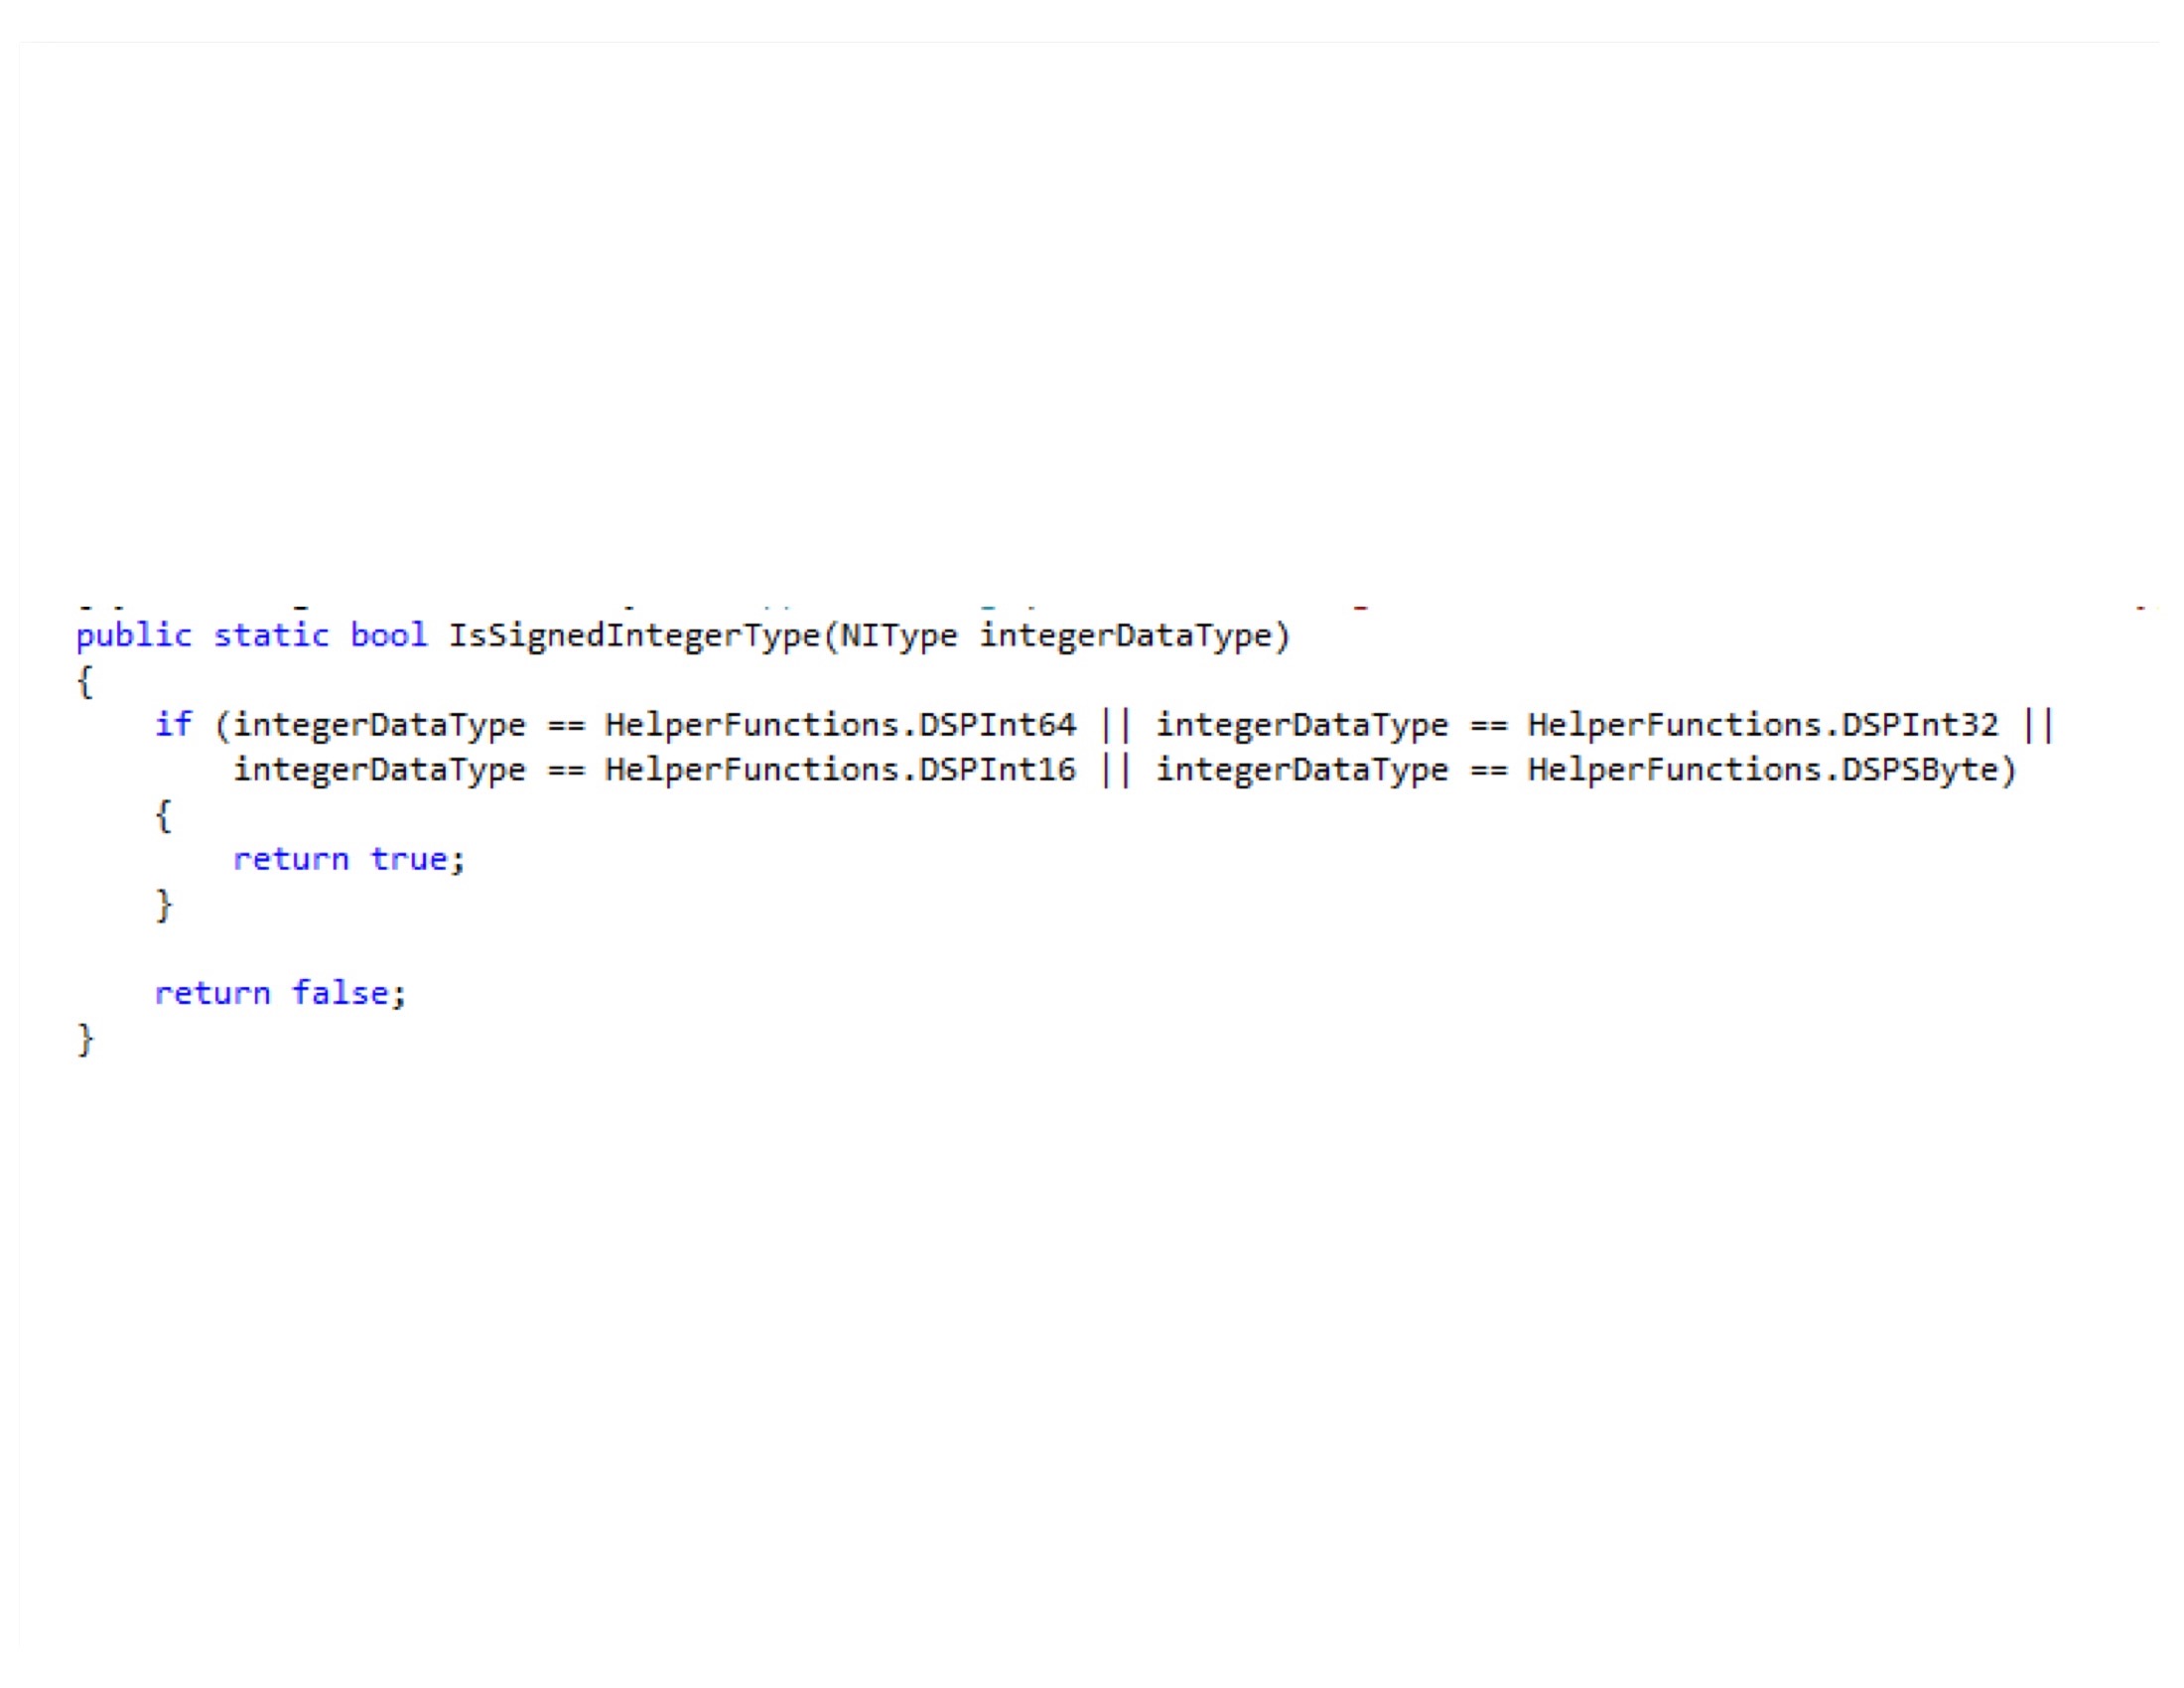 public static bool IsSignedIntegerType(NIType integerDataType)
{
    if (integerDataType == HelperFunctions.DSPInt64 || integerDataType == HelperFunctions.DSPInt32 ||
        integerDataType == HelperFunctions.DSPInt16 || integerDataType == HelperFunctions.DSPSByte)
    {
        return true;
    }

    return false;
}